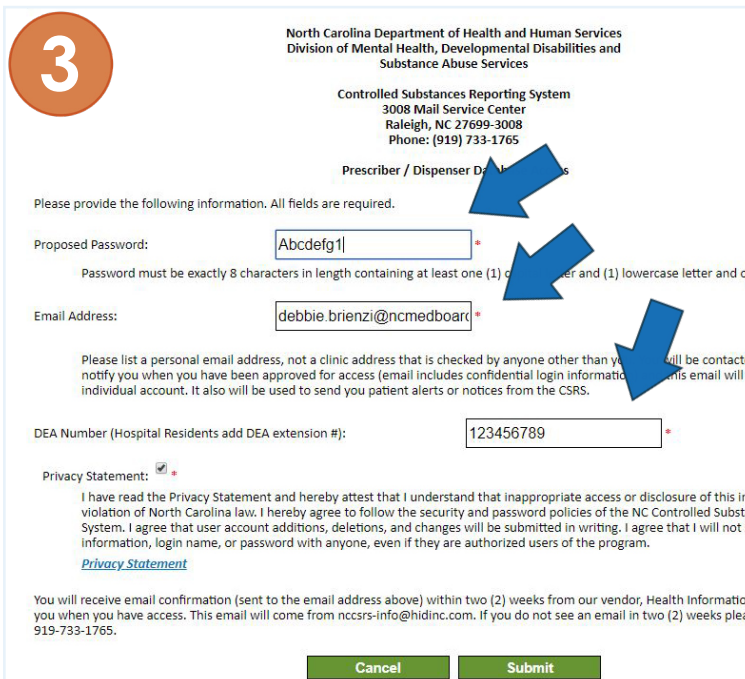 3
North Carolina Department of Health and Human Services
Division of Mental Health, Developmental Disabilities and
Substance Abuse Services
Controlled Substances Reporting System
3008 Mail Service Center
Raleigh, NC 27699-3008
Phone: (919) 733-1765
Prescriber / Dispenser
Please provide the following information. All fields are required.
Proposed Password: Abcdefg1 *
Password must be exactly 8 characters in length containing at least one (1) and (1) lowercase letter and
Email Address: debbie.brienzi@ncmedboar *
Please list a personal email address, not a clinic address that is checked by anyone other than will be
notify you when you have been approved for access (email includes confidential login this email will
individual account. It also will be used to send you patient alerts or notices from the CSRS.
DEA Number (Hospital Residents add DEA extension #): 123456789 *
Privacy Statement: *
I have read the Privacy Statement and hereby attest that I understand that inappropriate access or disclosure of this
violation of North Carolina law. I hereby agree to follow the security and password policies of the NC Controlled
System. I agree that user account additions, deletions, and changes will be submitted in writing. I agree that I will not
information, login name, or password with anyone, even if they are authorized users of the program.
Privacy Statement
You will receive email confirmation (sent to the email address above) within two (2) weeks from our vendor, Health
you when you have access. This email will come from nccsrs-info@hidinc.com. If you do not see an email in two (2) weeks
919-733-1765.
Cancel Submit